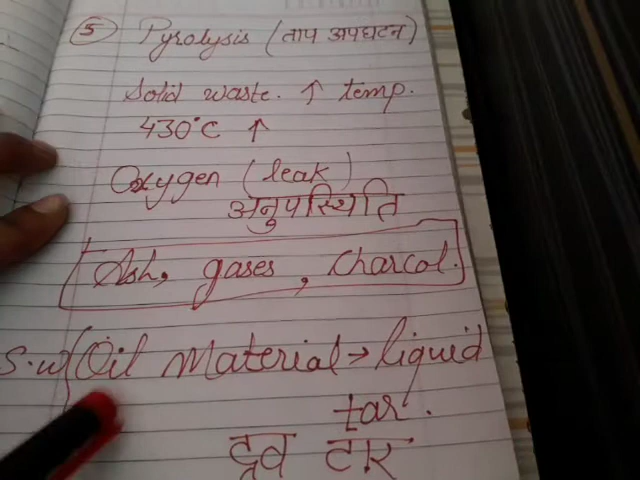 5 Pyrolysis (ताप अपघटन)
Solid waste. ↑ temp.
430°C ↑
Oxygen (leak)
अनुपस्थिति
Ash, gases, Charcol.
S.w Oil Material → liquid
tar.
द्रव टार